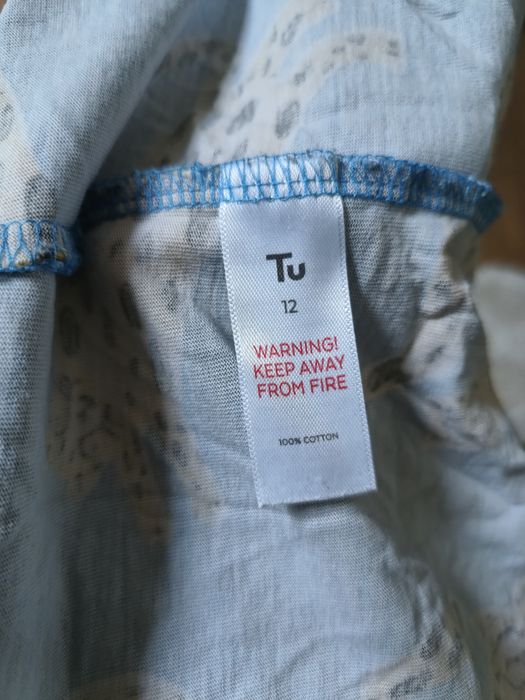 Tu
12
WARNING!
KEEP AWAY
FROM FIRE
100% COTTON